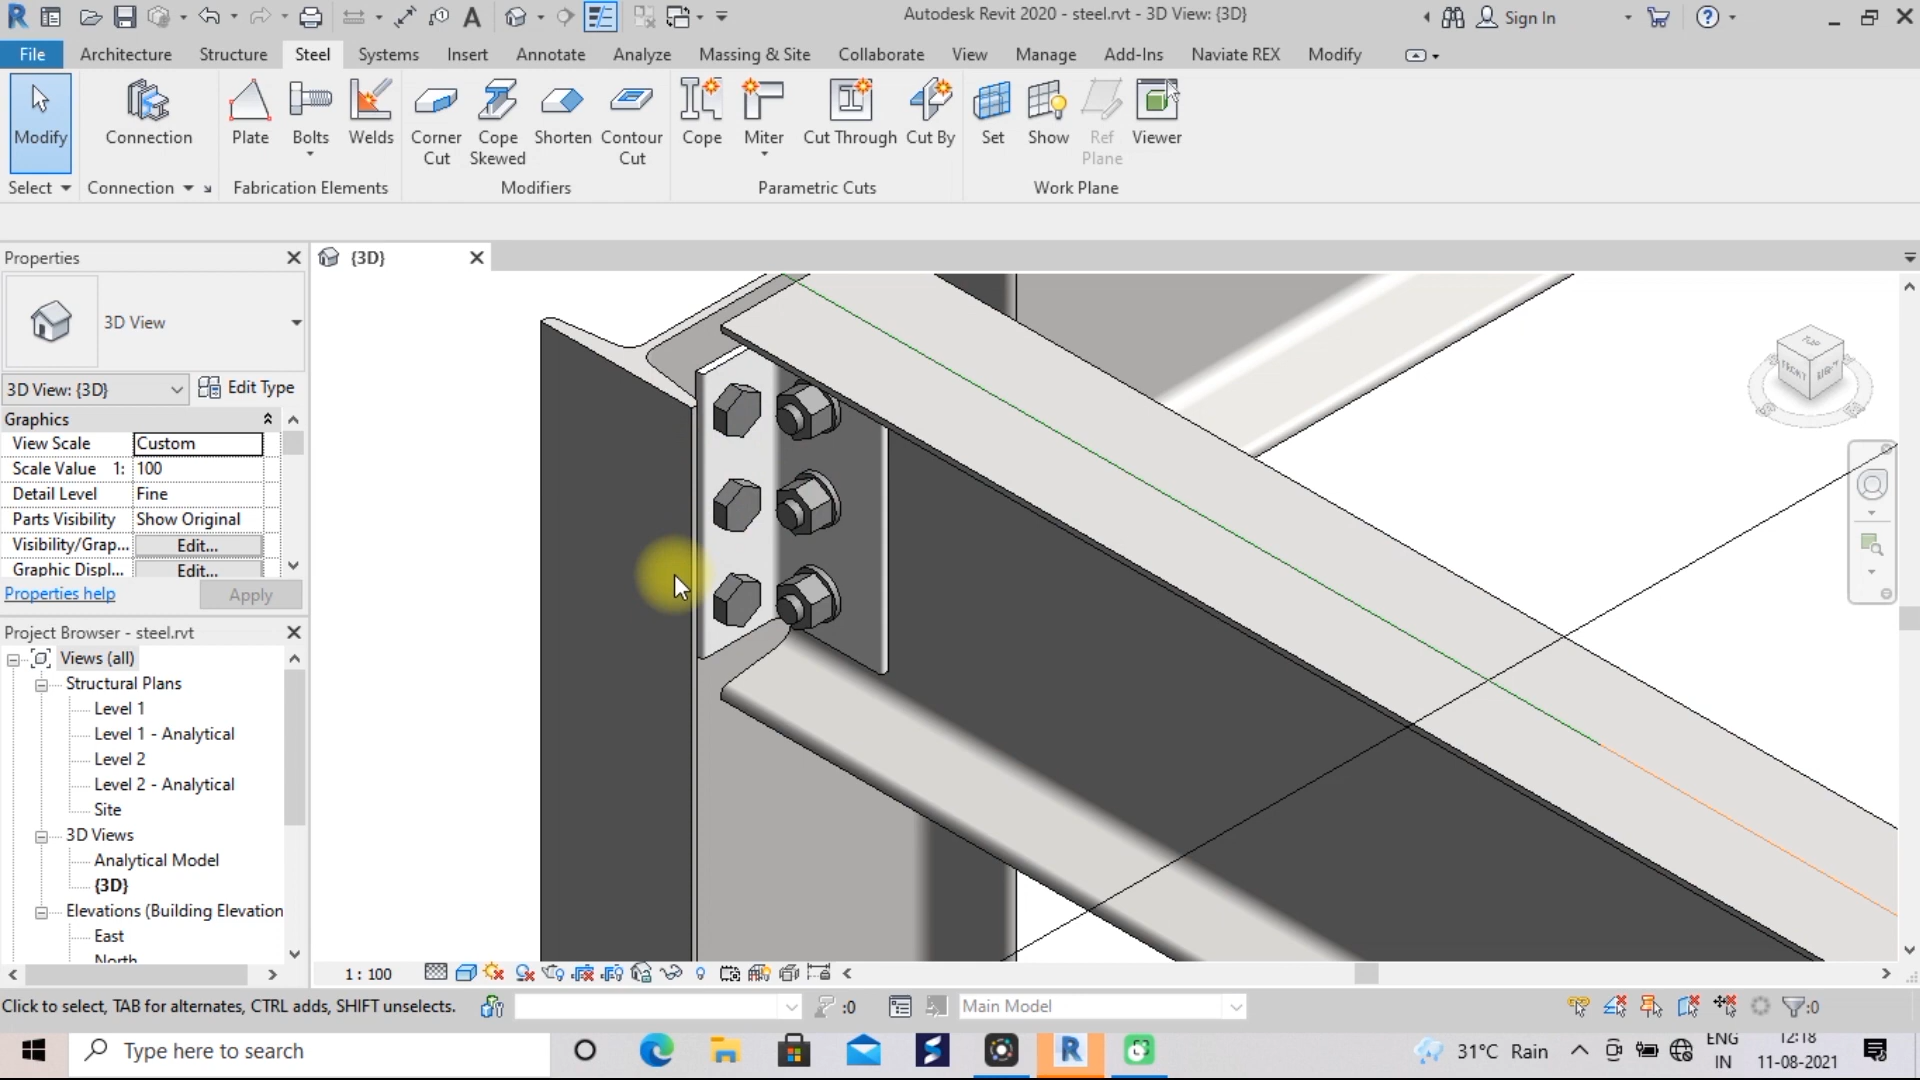 Autodesk Revit 2020 - steel.rvt - 3D View: {3D}
Sign In
File Architecture Structure Steel Systems Insert Annotate Analyze Massing & Site Collaborate View Manage Add-Ins Naviate REX Modify
Modify Connection Plate Bolts Welds Corner Cut Cope Skewed Shorten Contour Cut Cope Miter Cut Through Cut By Set Show Ref Plane Viewer
Select Connection Fabrication Elements Modifiers Parametric Cuts Work Plane
Properties
{3D}
3D View
3D View: {3D} Edit Type
Graphics
View Scale Custom
Scale Value 1: 100
Detail Level Fine
Parts Visibility Show Original
Visibility/Grap... Edit...
Graphic Displ... Edit...
Properties help Apply
Project Browser - steel.rvt
Views (all)
Structural Plans
Level 1
Level 1 - Analytical
Level 2
Level 2 - Analytical
Site
3D Views
Analytical Model
{3D}
Elevations (Building Elevation
East
North
TOP
FRONT
1 : 100
Click to select, TAB for alternates, CTRL adds, SHIFT unselects.
:0
Main Model
:0
Type here to search
31°C Rain
ENG
IN
12:18
11-08-2021